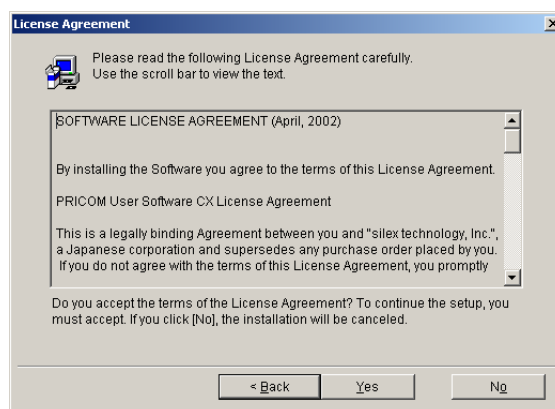 License Agreement
Please read the following License Agreement carefully.
Use the scroll bar to view the text.
SOFTWARE LICENSE AGREEMENT (April, 2002)
By installing the Software you agree to the terms of this License Agreement.
PRICOM User Software CX License Agreement
This is a legally binding Agreement between you and "silex technology, Inc.",
a Japanese corporation and supersedes any purchase order placed by you.
If you do not agree with the terms of this License Agreement, you promptly
Do you accept the terms of the License Agreement? To continue the setup, you
must accept. If you click [No], the installation will be canceled.
< Back
Yes
No